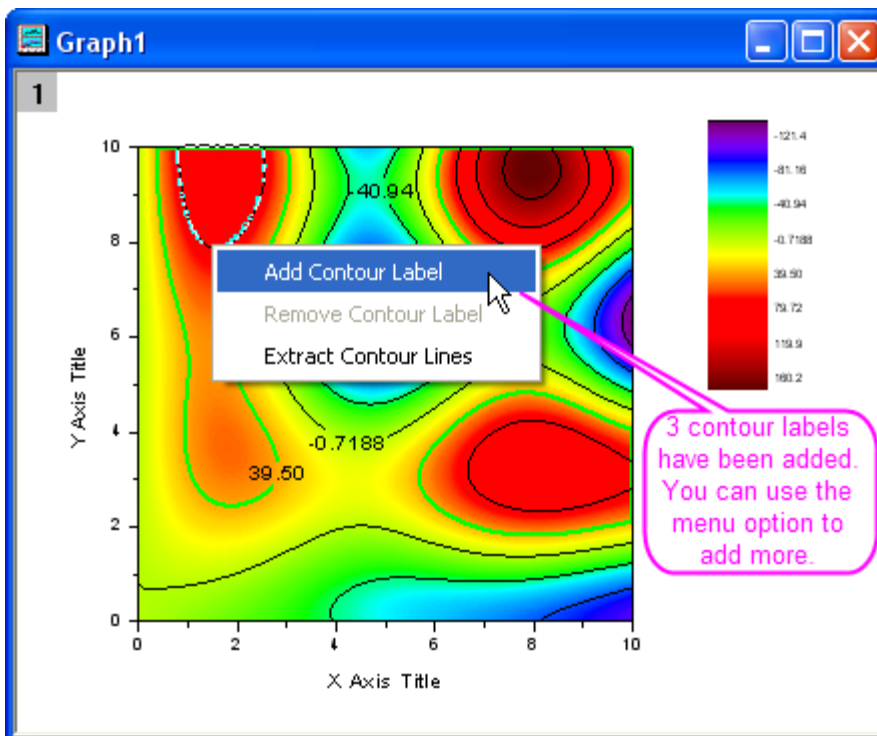 Graph1
1
10
8
6
4
2
0
Y Axis Title
0
2
4
6
8
10
X Axis Title
-40.94
-0.7188
39.50
Add Contour Label
Remove Contour Label
Extract Contour Lines
-121.4
-81.16
-40.94
-0.7188
39.50
79.72
119.9
160.2
3 contour labels
have been added.
You can use the
menu option to
add more.